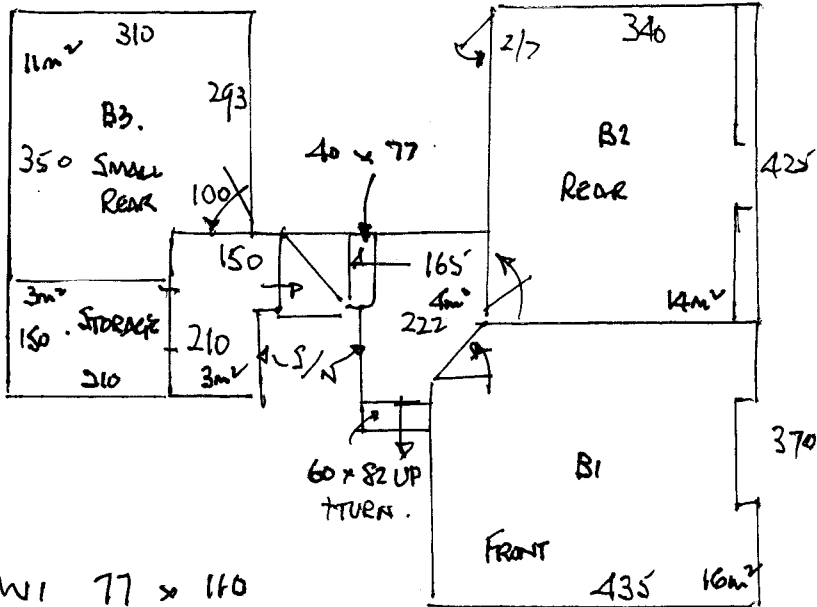 310
11m²
293
B3.
350 SMALL
REAR
100
40 x 77
2/7
340
B2
REAR
425
14m²
150
165
4m²
222
3m²
STORAGE
150
210
210
3m²
S/N
60 x 82 UP
+TURN.
B1
370
FRONT
435
16m²
W1 77 x 110